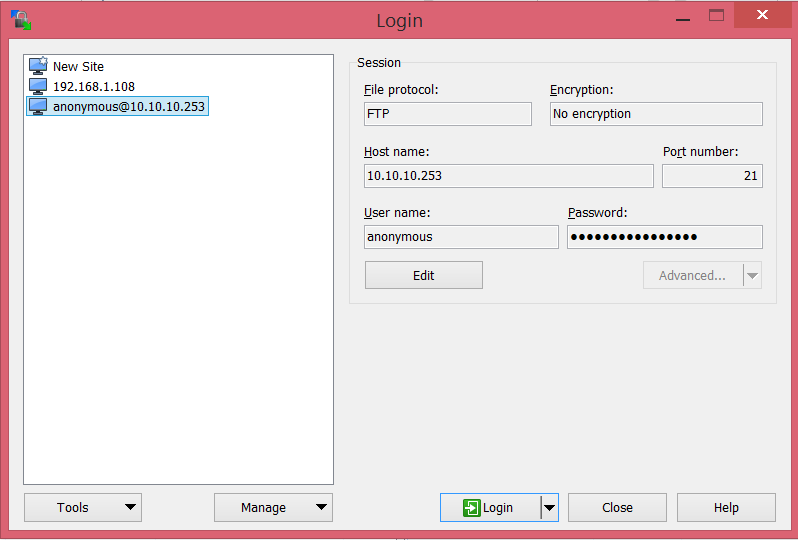 Login
New Site
192.168.1.108
anonymous@10.10.10.253
Session
File protocol:
Encryption:
FTP
No encryption
Host name:
Port number:
10.10.10.253
21
User name:
Password:
anonymous
●●●●●●●●●●●●●●●●
Edit
Advanced...
Tools
Manage
Login
Close
Help